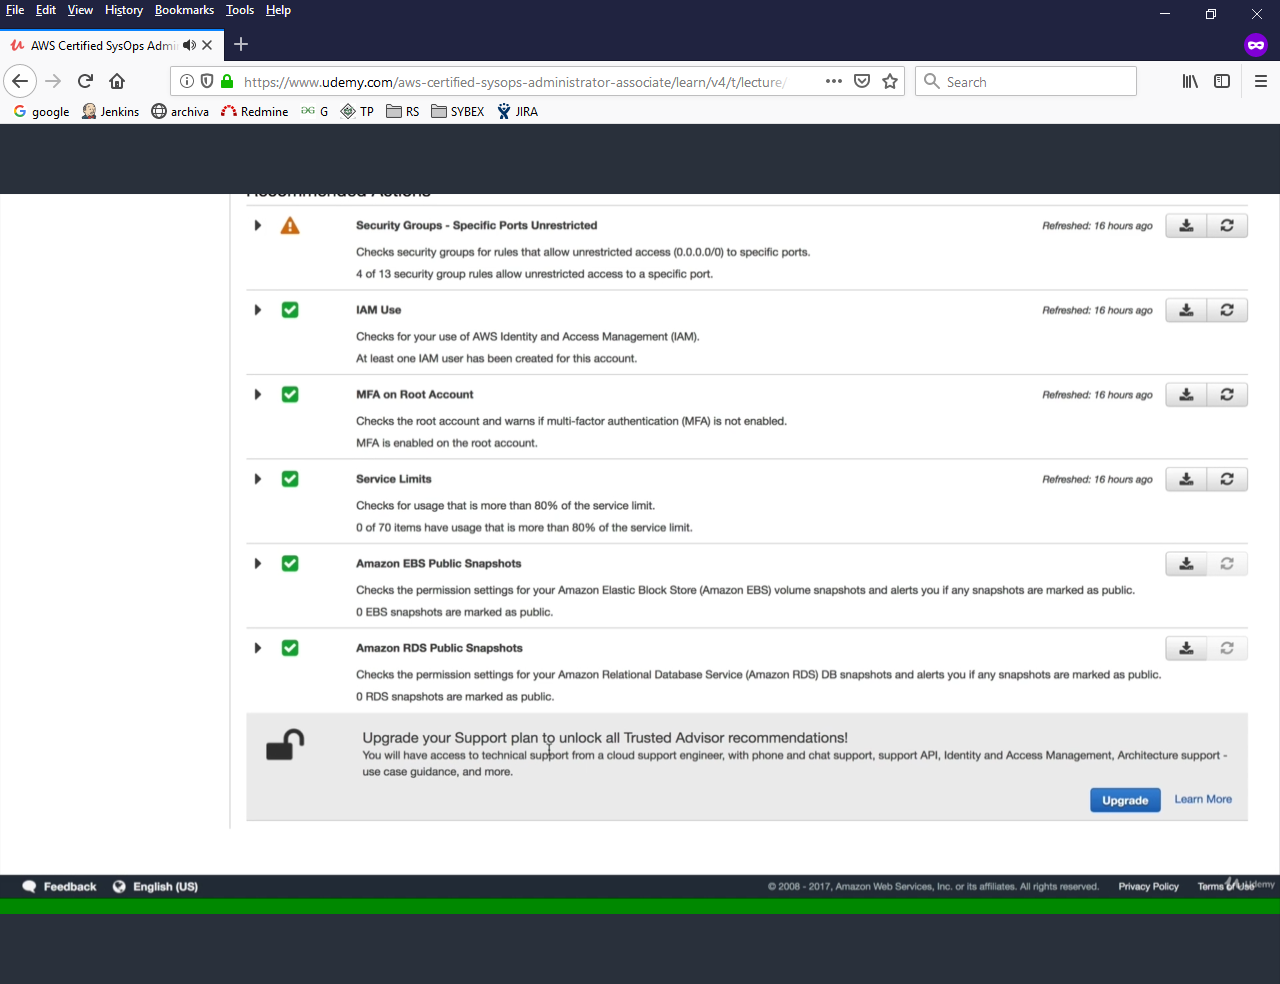 File Edit View History Bookmarks Tools Help
AWS Certified SysOps Admi
https://www.udemy.com/aws-certified-sysops-administrator-associate/learn/v4/t/lecture/
Search
google Jenkins archiva Redmine G TP RS SYBEX JIRA
Recommended Actions
Security Groups - Specific Ports Unrestricted
Refreshed: 16 hours ago
Checks security groups for rules that allow unrestricted access (0.0.0.0/0) to specific ports.
4 of 13 security group rules allow unrestricted access to a specific port.
IAM Use
Refreshed: 16 hours ago
Checks for your use of AWS Identity and Access Management (IAM).
At least one IAM user has been created for this account.
MFA on Root Account
Refreshed: 16 hours ago
Checks the root account and warns if multi-factor authentication (MFA) is not enabled.
MFA is enabled on the root account.
Service Limits
Refreshed: 16 hours ago
Checks for usage that is more than 80% of the service limit.
0 of 70 items have usage that is more than 80% of the service limit.
Amazon EBS Public Snapshots
Checks the permission settings for your Amazon Elastic Block Store (Amazon EBS) volume snapshots and alerts you if any snapshots are marked as public.
0 EBS snapshots are marked as public.
Amazon RDS Public Snapshots
Checks the permission settings for your Amazon Relational Database Service (Amazon RDS) DB snapshots and alerts you if any snapshots are marked as public.
0 RDS snapshots are marked as public.
Upgrade your Support plan to unlock all Trusted Advisor recommendations!
You will have access to technical support from a cloud support engineer, with phone and chat support, support API, Identity and Access Management, Architecture support -
use case guidance, and more.
Upgrade Learn More
Feedback English (US)
© 2008 - 2017, Amazon Web Services, Inc. or its affiliates. All rights reserved. Privacy Policy Terms of Use
Udemy